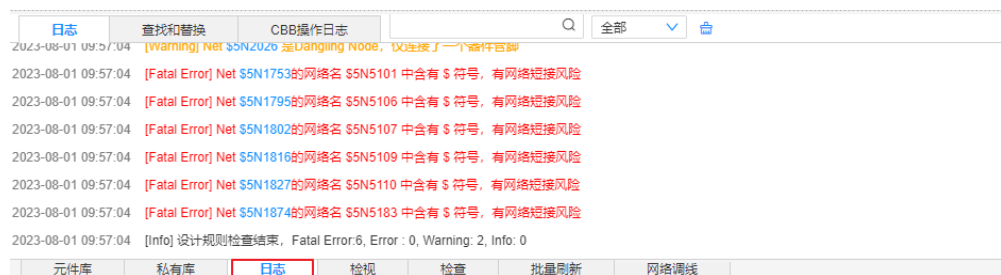 日志 查找和替换 CBB操作日志 全部
2023-08-01 09:57:04 [Warning] Net $5N2026 是Dangling Node，仅连接了一个器件管脚
2023-08-01 09:57:04 [Fatal Error] Net $5N1753的网络名 $5N5101 中含有 $ 符号，有网络短接风险
2023-08-01 09:57:04 [Fatal Error] Net $5N1795的网络名 $5N5106 中含有 $ 符号，有网络短接风险
2023-08-01 09:57:04 [Fatal Error] Net $5N1802的网络名 $5N5107 中含有 $ 符号，有网络短接风险
2023-08-01 09:57:04 [Fatal Error] Net $5N1816的网络名 $5N5109 中含有 $ 符号，有网络短接风险
2023-08-01 09:57:04 [Fatal Error] Net $5N1827的网络名 $5N5110 中含有 $ 符号，有网络短接风险
2023-08-01 09:57:04 [Fatal Error] Net $5N1874的网络名 $5N5183 中含有 $ 符号，有网络短接风险
2023-08-01 09:57:04 [Info] 设计规则检查结束，Fatal Error:6, Error : 0, Warning: 2, Info: 0
元件库 私有库 日志 检视 检查 批量刷新 网络调线